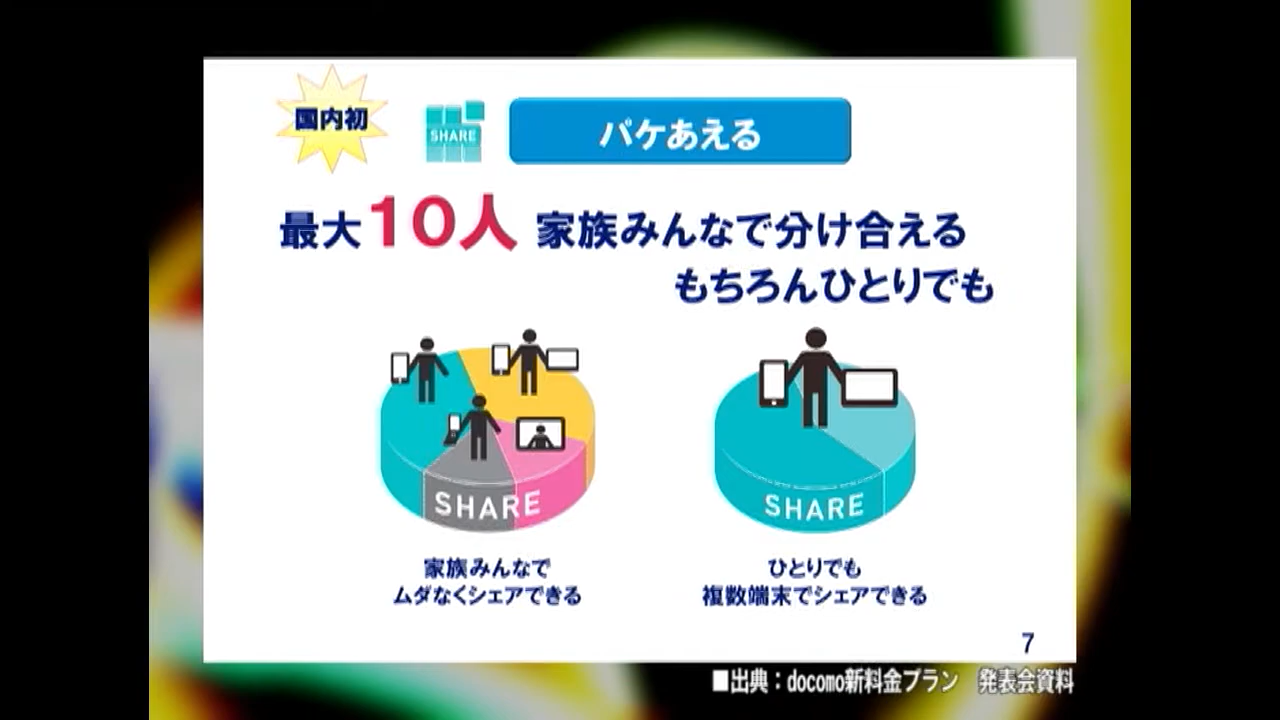 国内初
SHARE
パケあえる
最大10人 家族みんなで分け合える
もちろんひとりでも
SHARE
SHARE
家族みんなで
ムダなくシェアできる
ひとりでも
複数端末でシェアできる
7
■出典：docomo新料金プラン　発表会資料